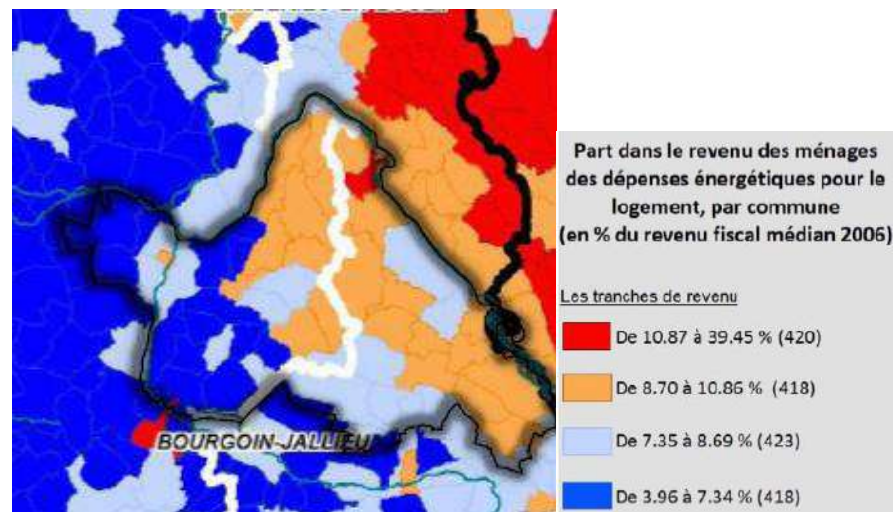 BOURGOIN-JALLIEU
Part dans le revenu des ménages
des dépenses énergétiques pour le
logement, par commune
(en % du revenu fiscal médian 2006)
Les tranches de revenu
De 10.87 à 39.45 % (420)
De 8.70 à 10.86 % (418)
De 7.35 à 8.69 % (423)
De 3.96 à 7.34 % (418)